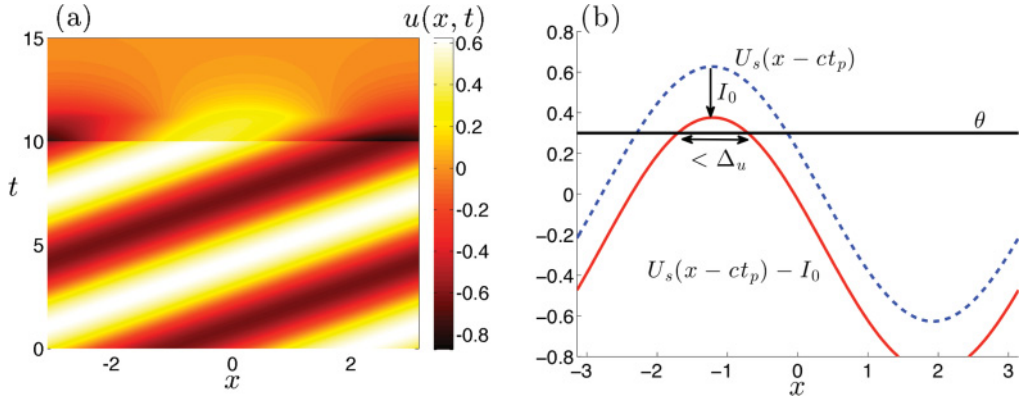 (a)
u(x, t)
15
10
t
5
0
-2
0
2
x
0.6
0.4
0.2
0
-0.2
-0.4
-0.6
-0.8
(b)
0.8
0.6
0.4
0.2
0
−0.2
−0.4
−0.6
−0.8
U_s(x − ct_p)
I_0
θ
< Δ_u
U_s(x − ct_p) − I_0
−3
−2
−1
0
1
2
3
x